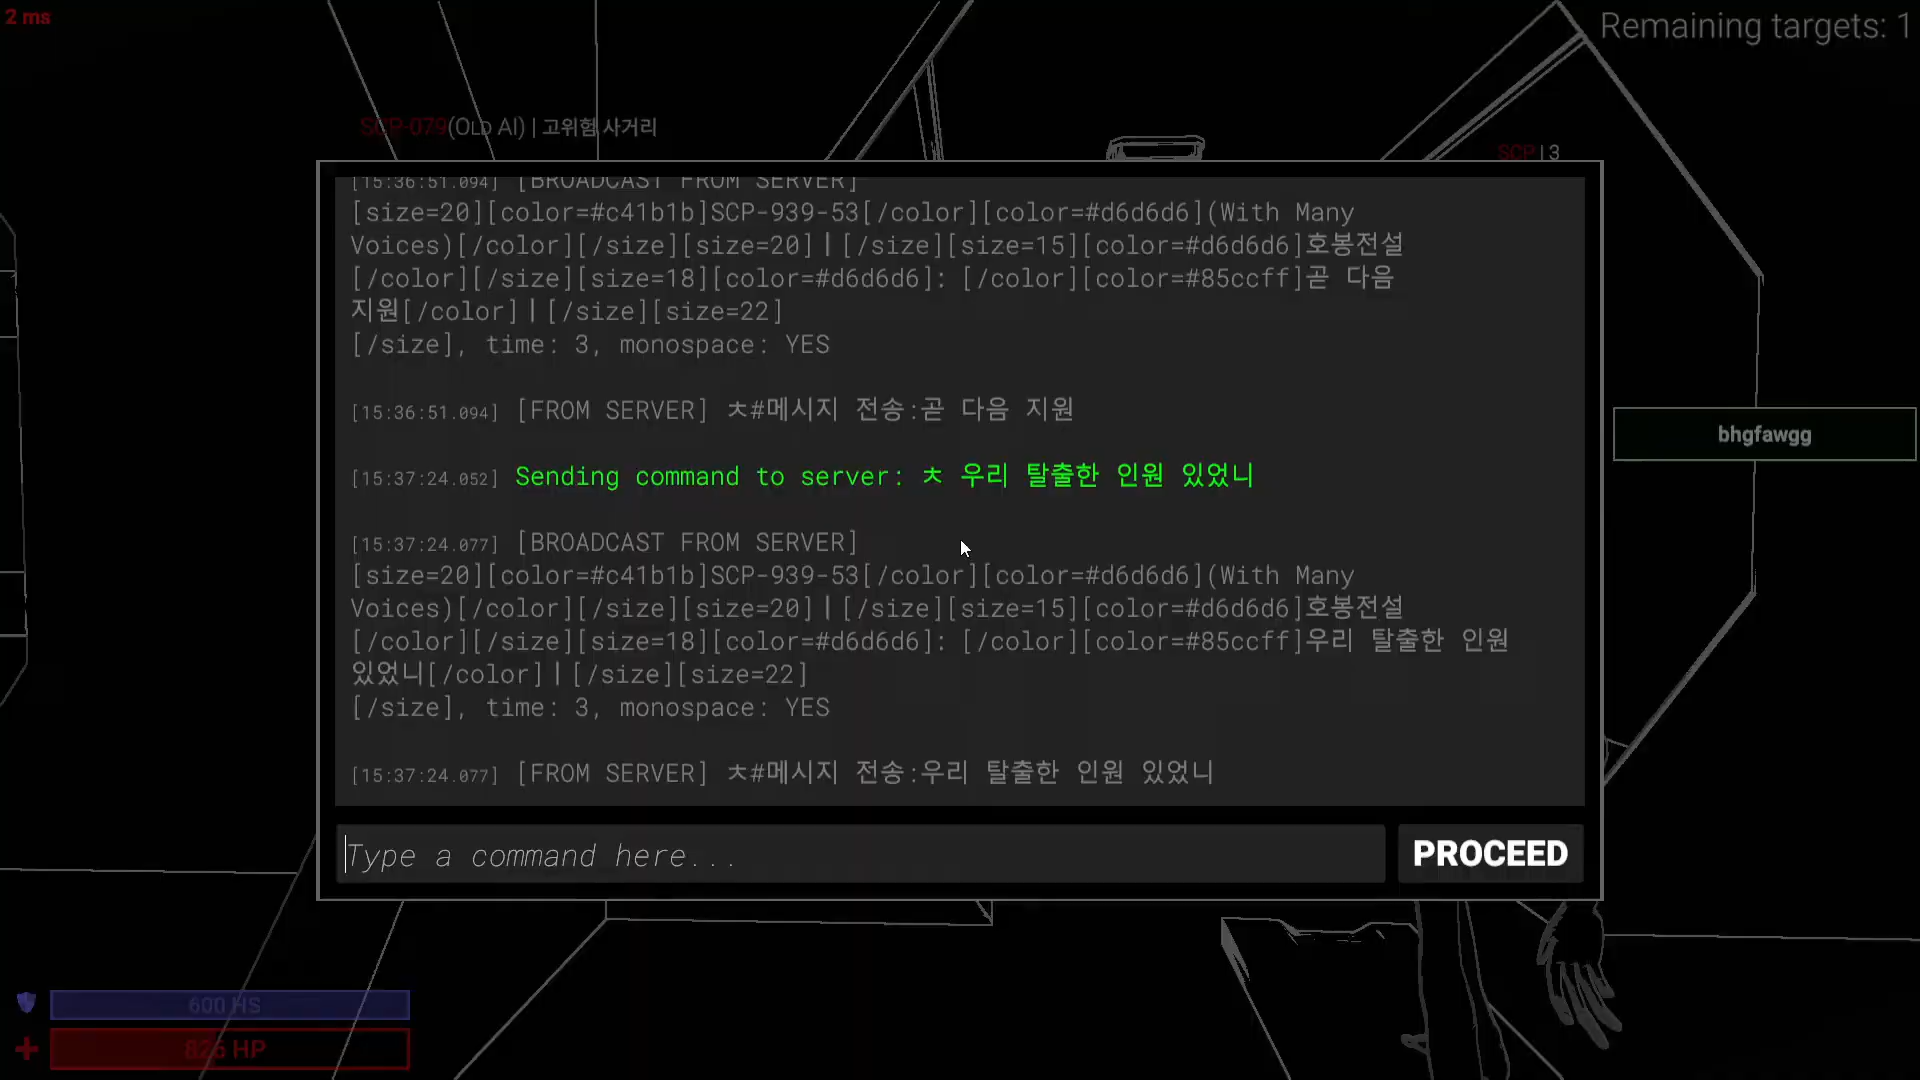 2 ms
Remaining targets: 1
SCP-079(OLD AI) | 고위험 사거리
SCP | 3
[15:36:51.094] [BROADCAST FROM SERVER]
[size=20][color=#c41b1b]SCP-939-53[/color][color=#d6d6d6](With Many
Voices)[/color][/size][size=20]|[/size][size=15][color=#d6d6d6]호봉전설
[/color][/size][size=18][color=#d6d6d6]: [/color][color=#85ccff]곧 다음
지원[/color]|[/size][size=22]
[/size], time: 3, monospace: YES
[15:36:51.094] [FROM SERVER] ㅊ#메시지 전송:곧 다음 지원
bhgfawgg
[15:37:24.052] Sending command to server: ㅊ 우리 탈출한 인원 있었니
[15:37:24.077] [BROADCAST FROM SERVER]
[size=20][color=#c41b1b]SCP-939-53[/color][color=#d6d6d6](With Many
Voices)[/color][/size][size=20]|[/size][size=15][color=#d6d6d6]호봉전설
[/color][/size][size=18][color=#d6d6d6]: [/color][color=#85ccff]우리 탈출한 인원
있었니[/color]|[/size][size=22]
[/size], time: 3, monospace: YES
[15:37:24.077] [FROM SERVER] ㅊ#메시지 전송:우리 탈출한 인원 있었니
Type a command here...
PROCEED
600 HS
826 HP